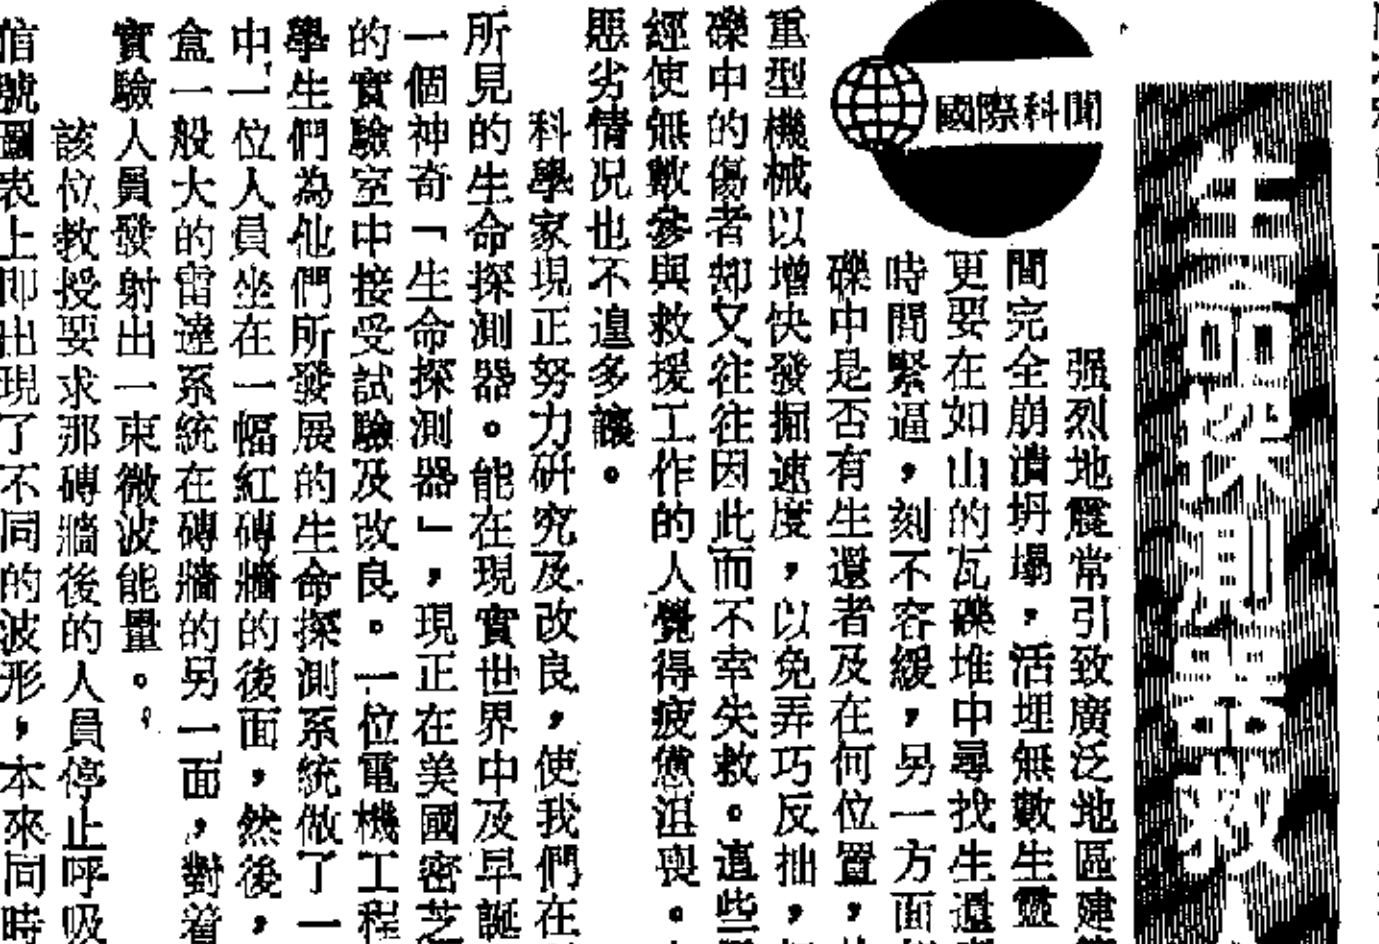 生命探測器救
國際科聞
强烈地震常引致廣泛地區建
間完全崩潰坍塌，活埋無數生靈
更要在如山的瓦礫堆中尋找生還
時間緊逼，刻不容緩，另一方面
礫中是否有生還者及在何位置，
重型機械以增快發掘速度，以免弄巧反拙，
礫中的傷者却又往往因此而不幸失救。這些
經使無數參與救援工作的人覺得疲憊沮喪。
惡劣情況也不遑多讓。
科學家現正努力研究及改良，使我們在
所見的生命探測器。能在現實世界中及早誕
一個神奇「生命探測器」，現正在美國密芝
的實驗室中接受試驗及改良。一位電機工程
學生們為他們所發展的生命探測系統做了一
中，一位人員坐在一幅紅磚牆的後面，然後，
盒一般大的雷達系統在磚牆的另一面，對着
實驗人員發射出一束微波能量。
該位教授要求那磚牆後的人員停止呼吸
信號圖表上即出現了不同的波形，本來同時